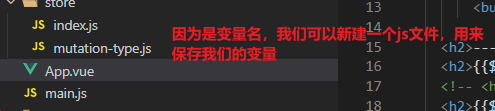 store
index.js
mutation-type.js
App.vue
main.js
因为是变量名，我们可以新建一个js文件，用来
保存我们的变量
13
<bu
14
15
<h2>---
16
<h2>{{$
17
<!-- <h
18
<h2>{{$